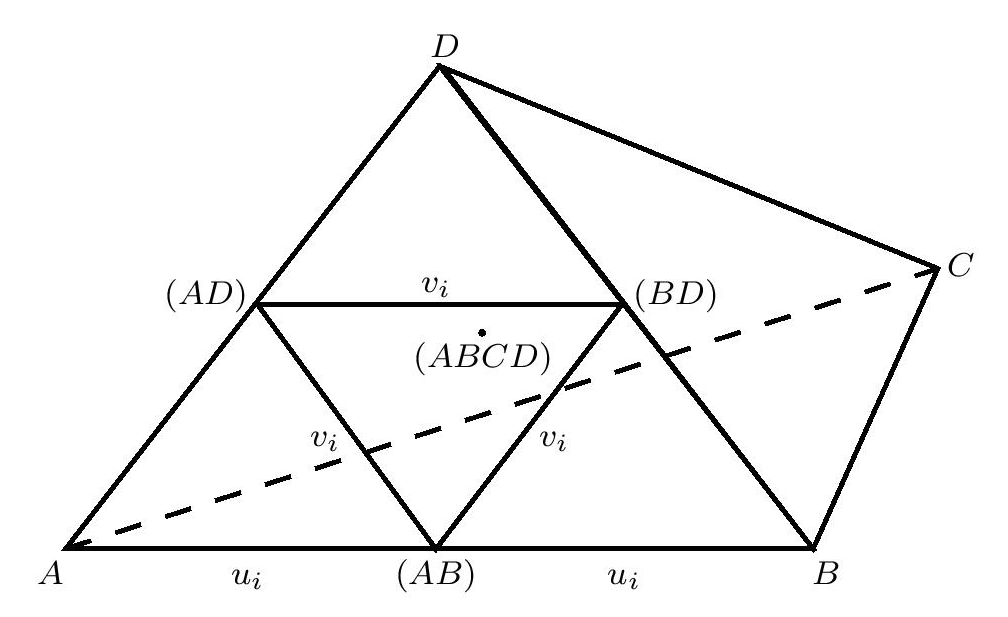 D
(AD) v_i (BD)
C
(ABCD)
v_i v_i
A u_i (AB) u_i B